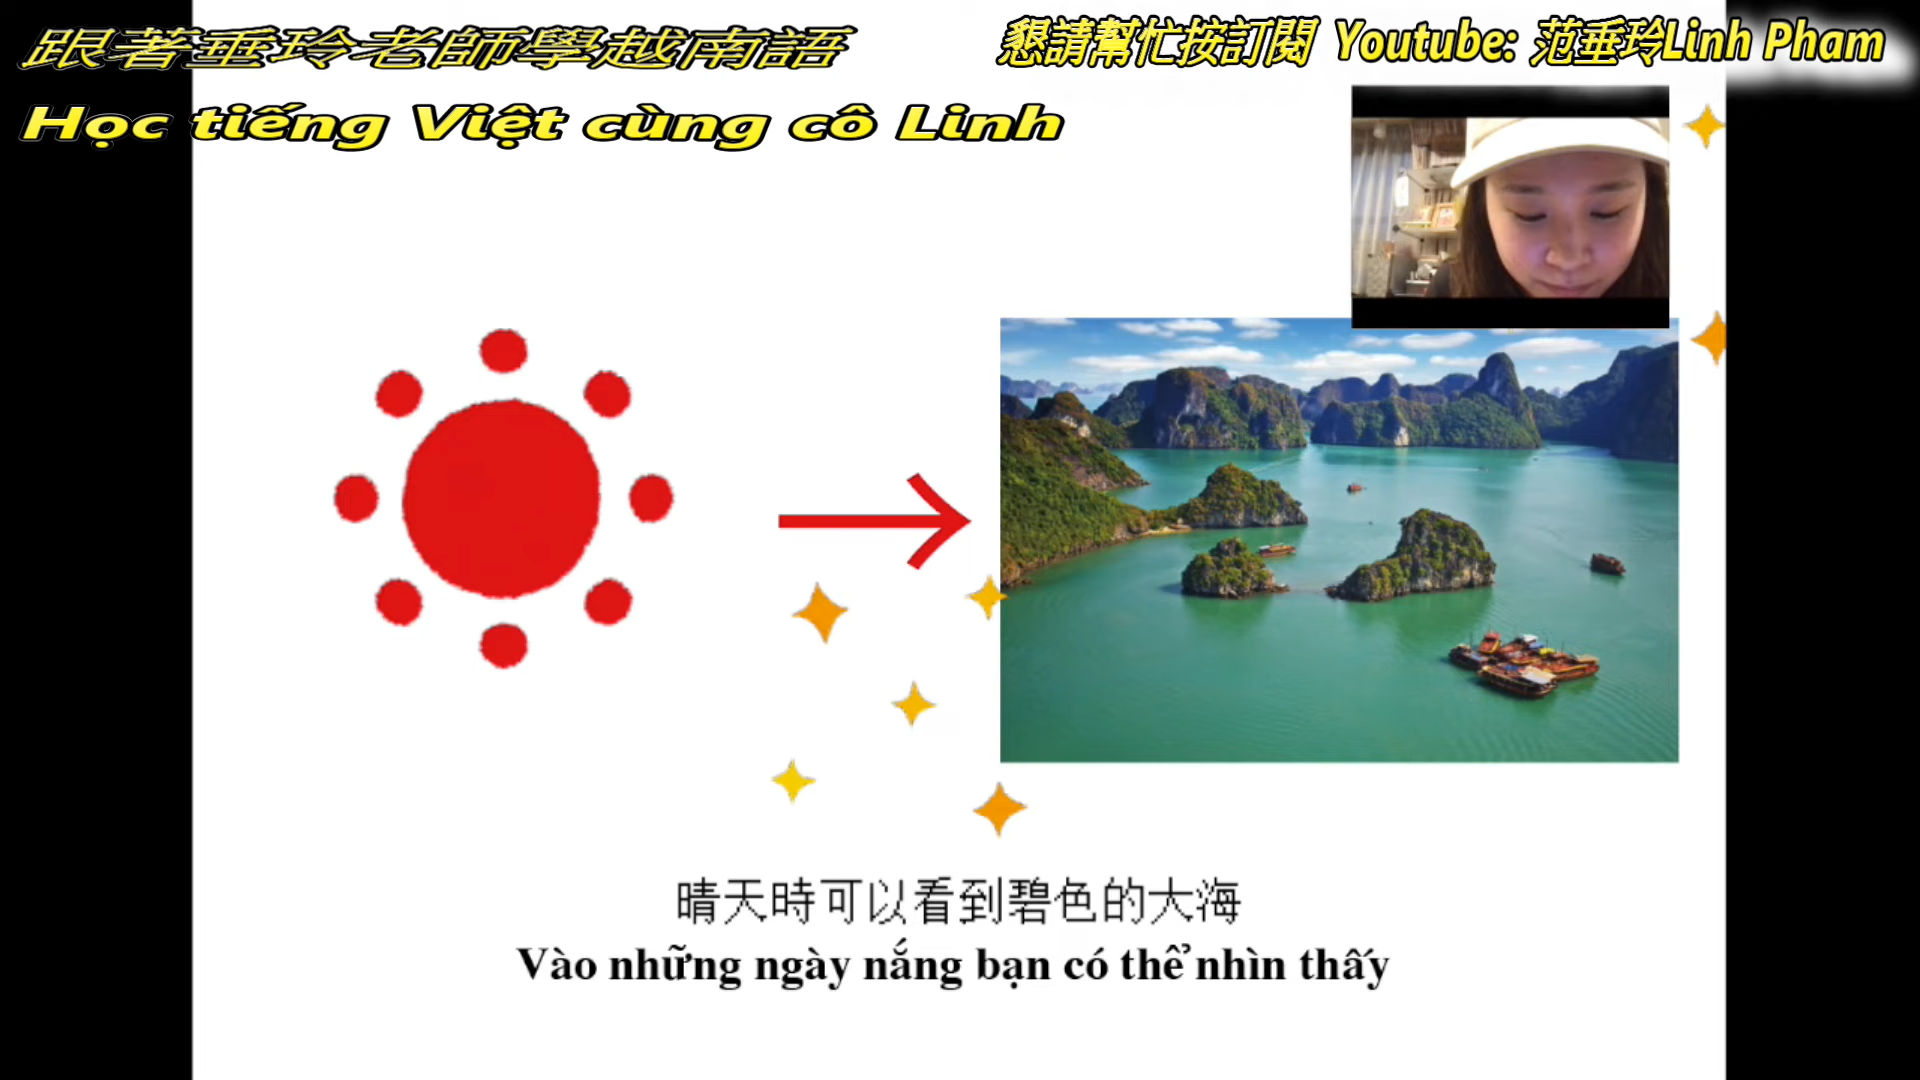 跟著垂玲老師學越南語
懇請幫忙按訂閱 Youtube: 范垂玲Linh Pham
Học tiếng Việt cùng cô Linh
晴天時可以看到碧色的大海
Vào những ngày nắng bạn có thể nhìn thấy